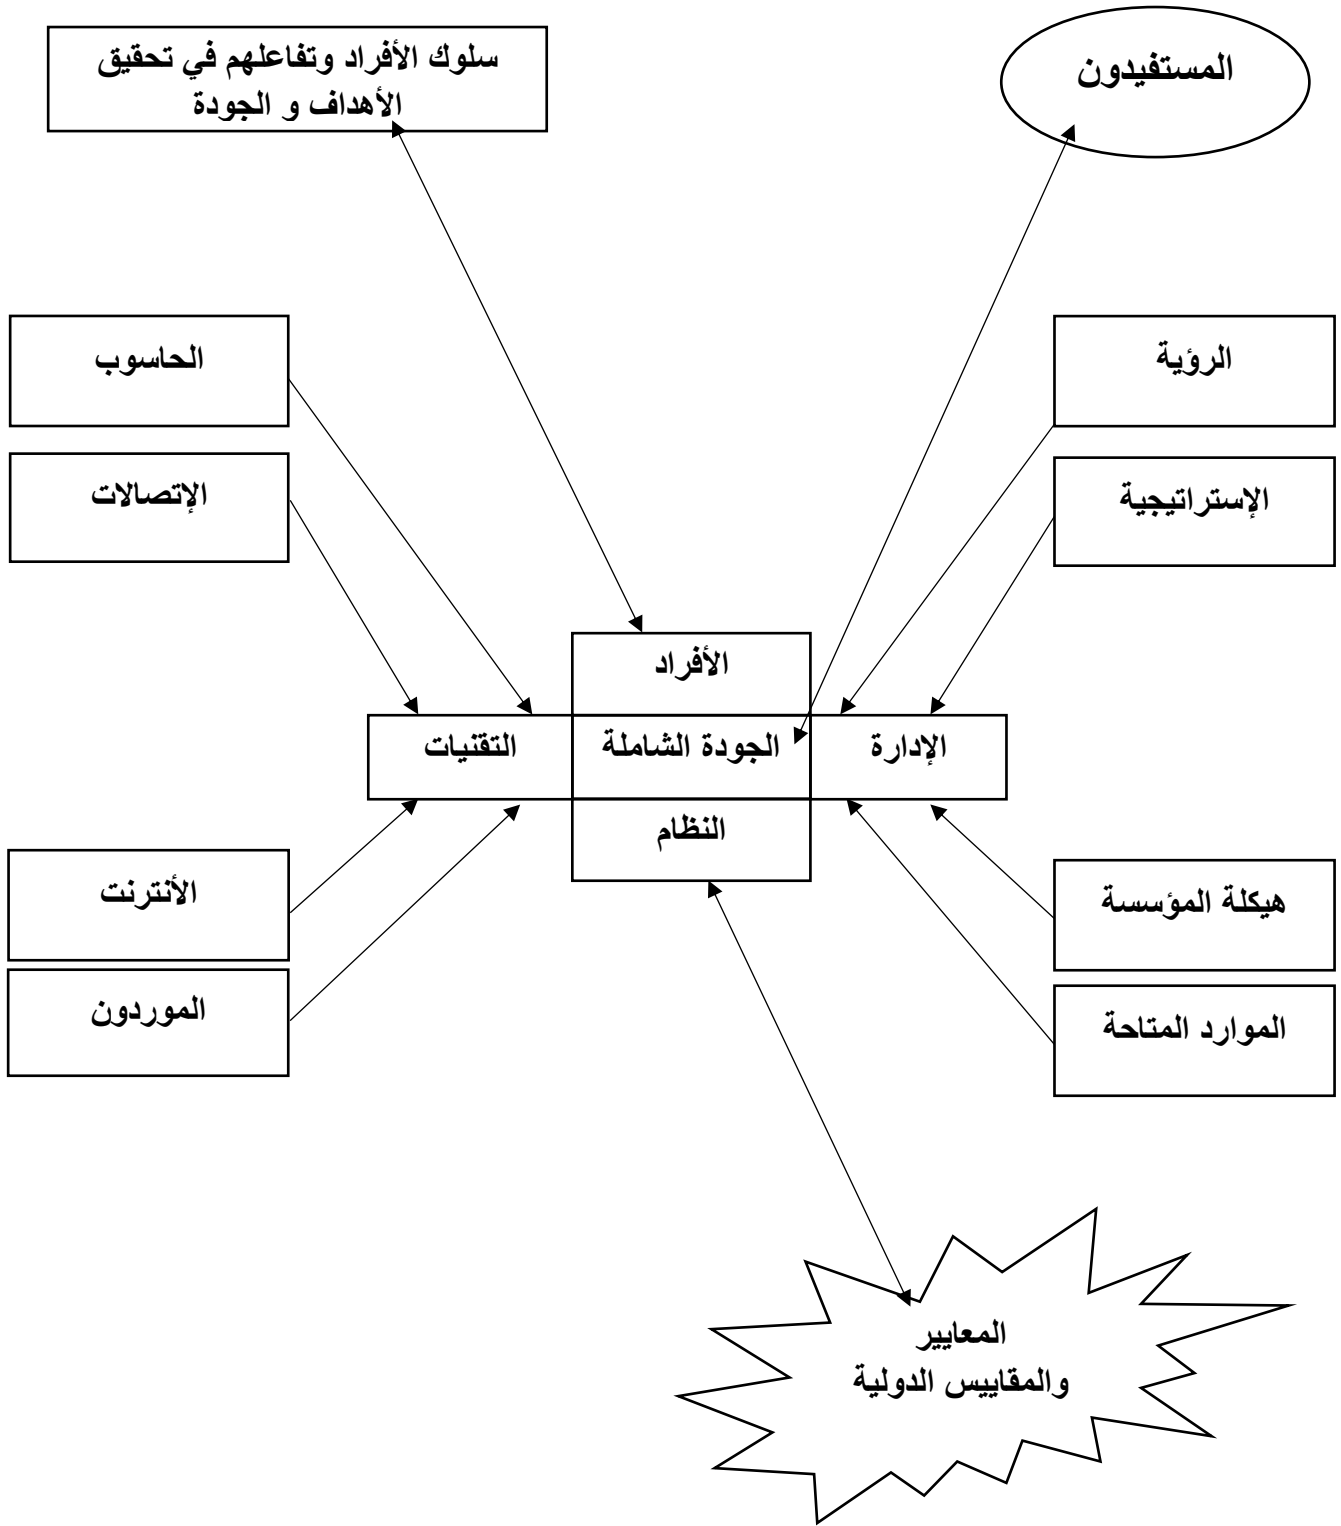 المستفيدون
سلوك الأفراد وتفاعلهم في تحقيق
الأهداف و الجودة
الرؤية
الحاسوب
الإستراتيجية
الإتصالات
الأفراد
الإدارة
الجودة الشاملة
التقنيات
النظام
هيكلة المؤسسة
الأنترنت
الموارد المتاحة
الموردون
المعايير
والمقاييس الدولية